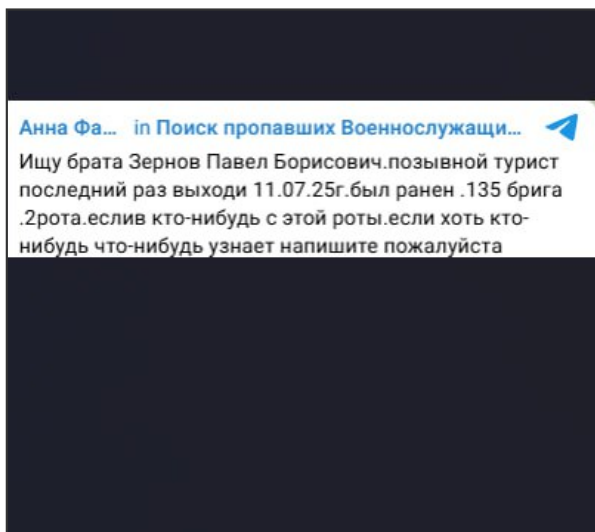 Анна Фа... in Поиск пропавших Военнослужащи...
Ищу брата Зернов Павел Борисович.позывной турист
последний раз выходи 11.07.25г.был ранен .135 брига
.2рота.еслив кто-нибудь с этой роты.если хоть кто-
нибудь что-нибудь узнает напишите пожалуйста